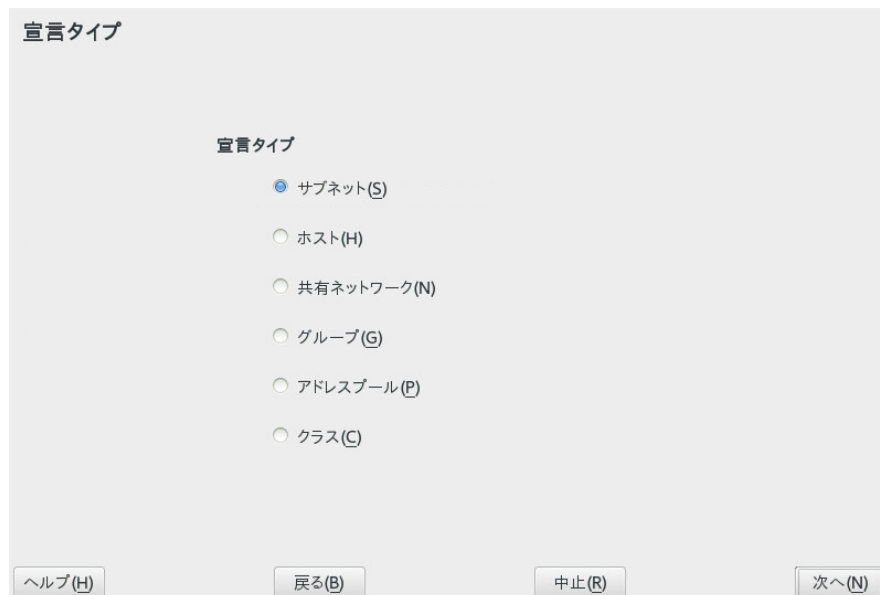 宣言タイプ
宣言タイプ
サブネット(S)
ホスト(H)
共有ネットワーク(N)
グループ(G)
アドレスプール(P)
クラス(C)
ヘルプ(H) 戻る(B) 中止(R) 次へ(N)